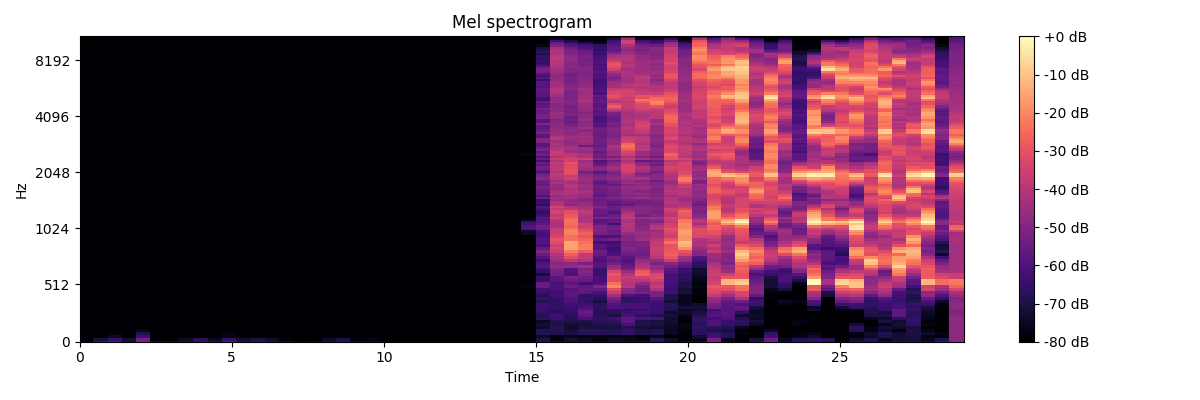 Mel spectrogram
8192
4096
2048
1024
512
0
Hz
0 5 10 15 20 25
Time
+0 dB
-10 dB
-20 dB
-30 dB
-40 dB
-50 dB
-60 dB
-70 dB
-80 dB